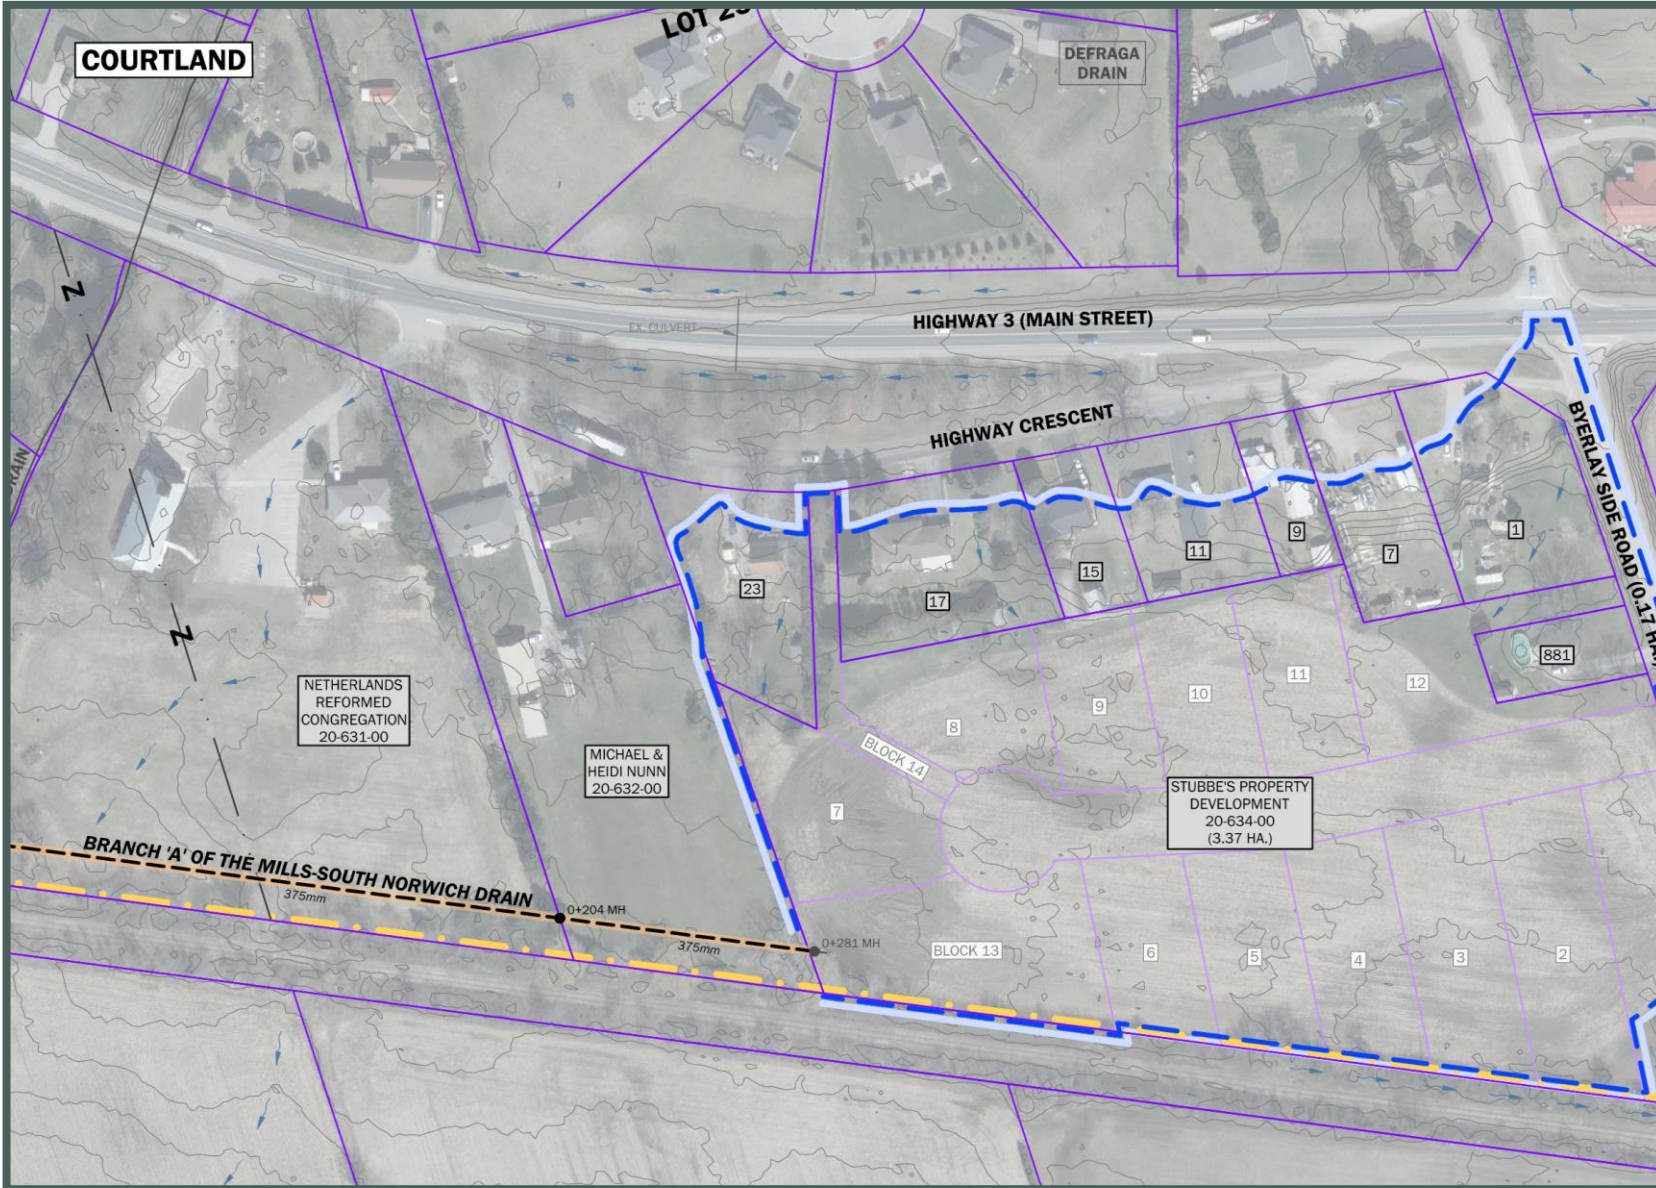 COURTLAND
LOT 23
DEFRAGA
DRAIN
EX. CULVERT
HIGHWAY 3 (MAIN STREET)
HIGHWAY CRESCENT
BYERLAY SIDE ROAD (0.17 HA.)
DRAIN
N
N
23
17
15
11
9
7
1
881
NETHERLANDS
REFORMED
CONGREGATION
20-631-00
MICHAEL &
HEIDI NUNN
20-632-00
8
9
10
11
12
BLOCK 14
7
STUBBE'S PROPERTY
DEVELOPMENT
20-634-00
(3.37 HA.)
BRANCH 'A' OF THE MILLS-SOUTH NORWICH DRAIN
375mm
0+204 MH
375mm
0+281 MH
BLOCK 13
6
5
4
3
2